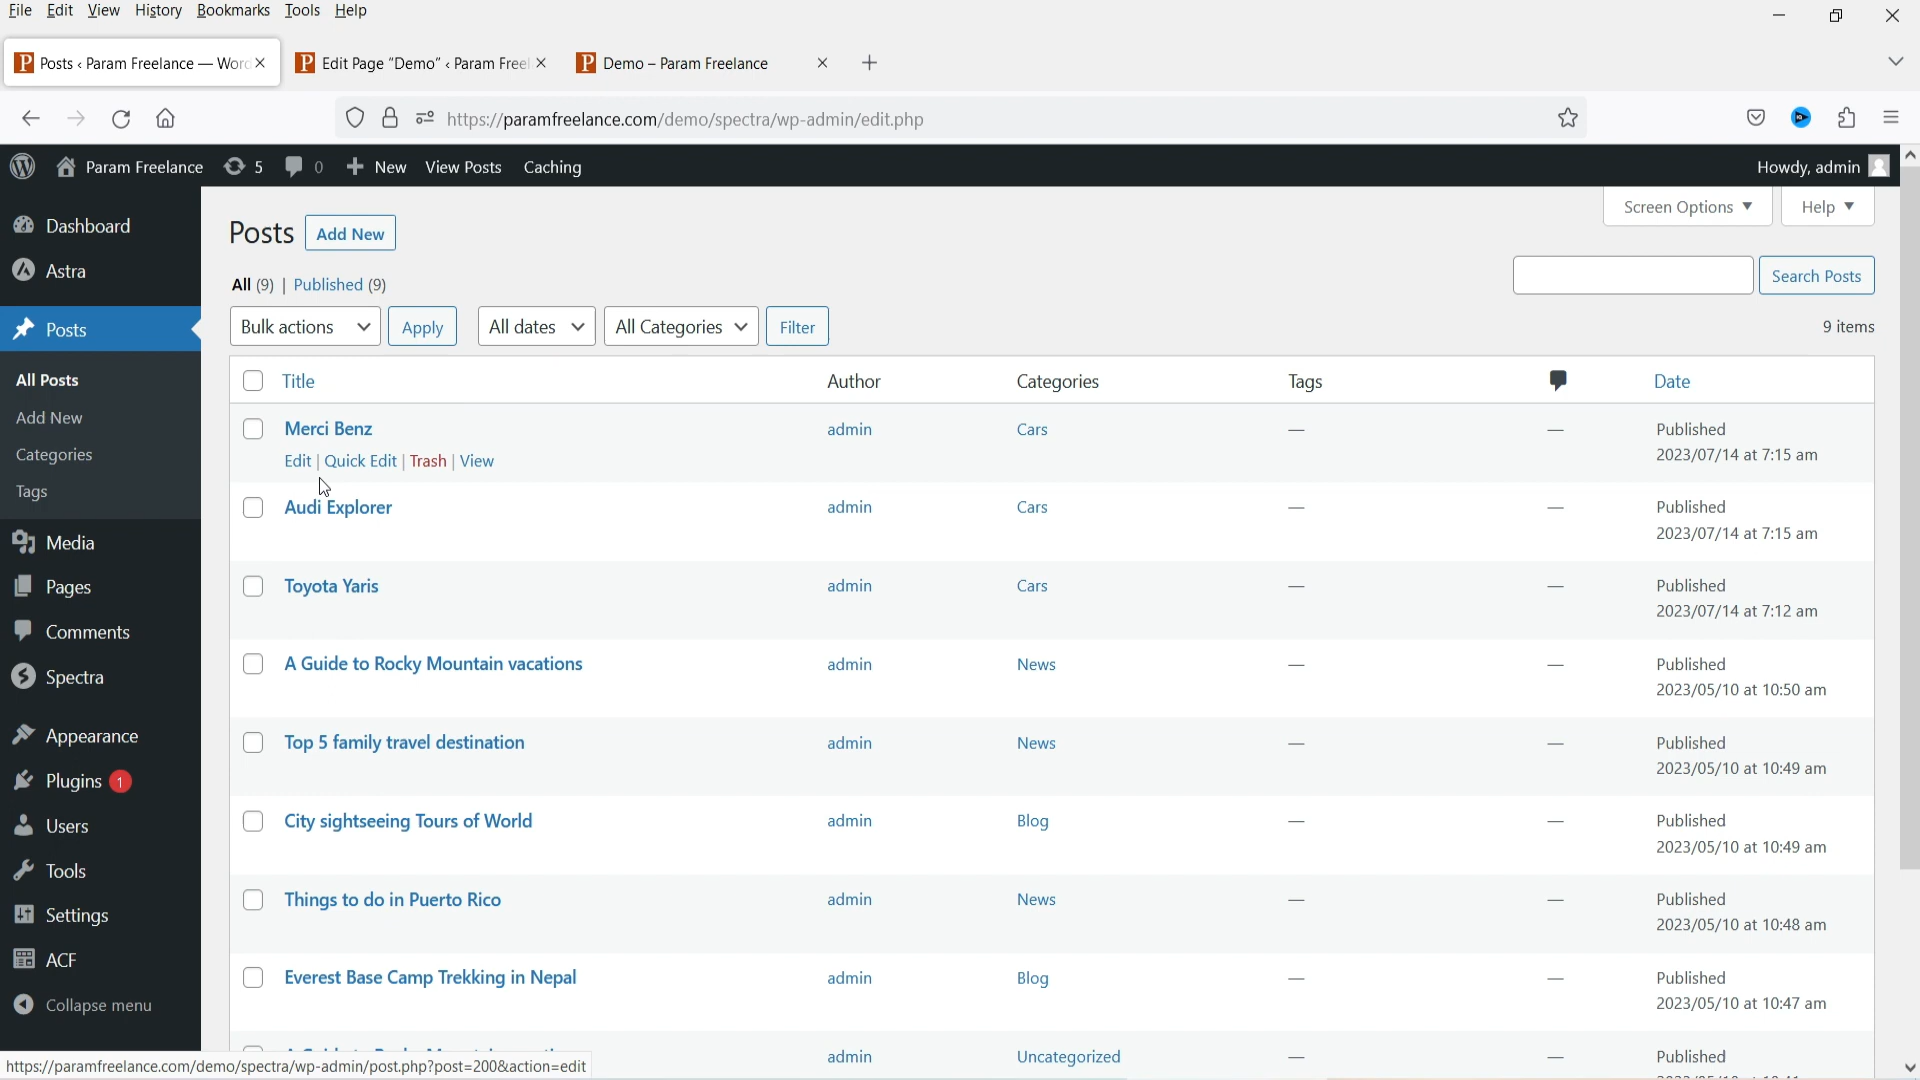 File Edit View History Bookmarks Tools Help
Posts ‹ Param Freelance — Wor
Edit Page "Demo" ‹ Param Free
Demo – Param Freelance
https://paramfreelance.com/demo/spectra/wp-admin/edit.php
Param Freelance 5 0 New View Posts Caching Howdy, admin
Dashboard
Astra
Posts
All Posts
Add New
Categories
Tags
Media
Pages
Comments
Spectra
Appearance
Plugins 1
Users
Tools
Settings
ACF
Collapse menu
Screen Options Help
Posts Add New
All (9) | Published (9)
Search Posts
Bulk actions Apply All dates All Categories Filter 9 items
Title Author Categories Tags Date
Merci Benz admin Cars — — Published
Edit | Quick Edit | Trash | View 2023/07/14 at 7:15 am
Audi Explorer admin Cars — — Published
2023/07/14 at 7:15 am
Toyota Yaris admin Cars — — Published
2023/07/14 at 7:12 am
A Guide to Rocky Mountain vacations admin News — — Published
2023/05/10 at 10:50 am
Top 5 family travel destination admin News — — Published
2023/05/10 at 10:49 am
City sightseeing Tours of World admin Blog — — Published
2023/05/10 at 10:49 am
Things to do in Puerto Rico admin News — — Published
2023/05/10 at 10:48 am
Everest Base Camp Trekking in Nepal admin Blog — — Published
2023/05/10 at 10:47 am
admin Uncategorized — — Published
https://paramfreelance.com/demo/spectra/wp-admin/post.php?post=200&action=edit